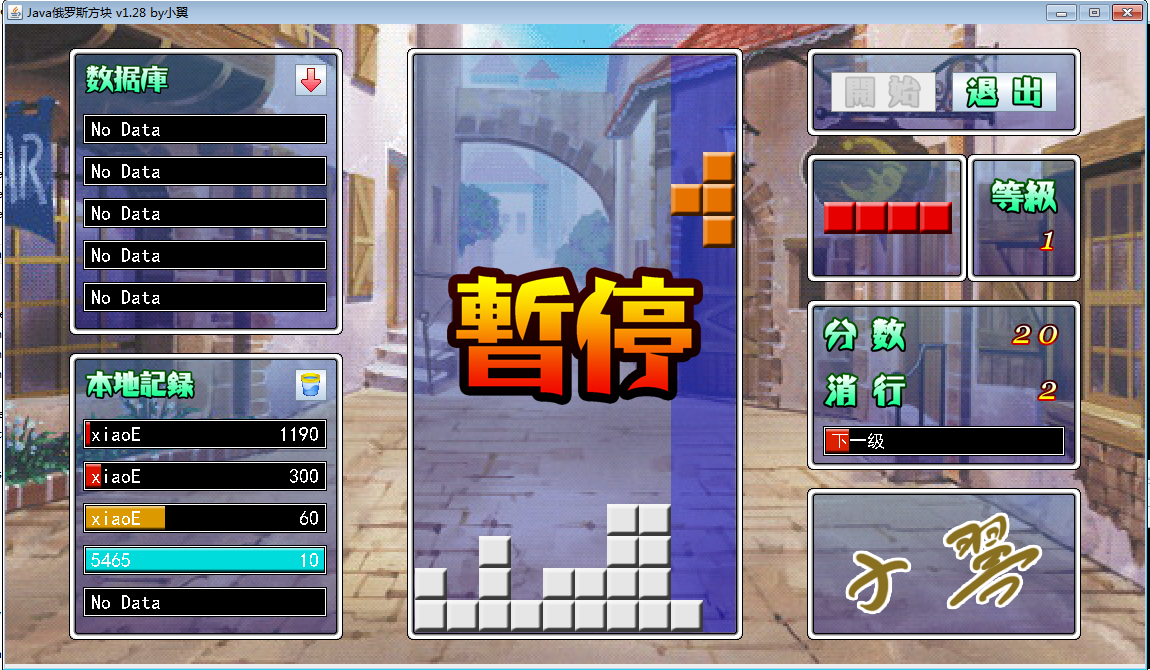 Java俄罗斯方块 v1.28 by小翼
数据库
No Data
No Data
No Data
No Data
No Data
本地記録
xiaoE 1190
xiaoE 300
xiaoE 60
5465 10
No Data
暫停
開始 退出
等級
1
分数 20
消行 2
下一级
小翼